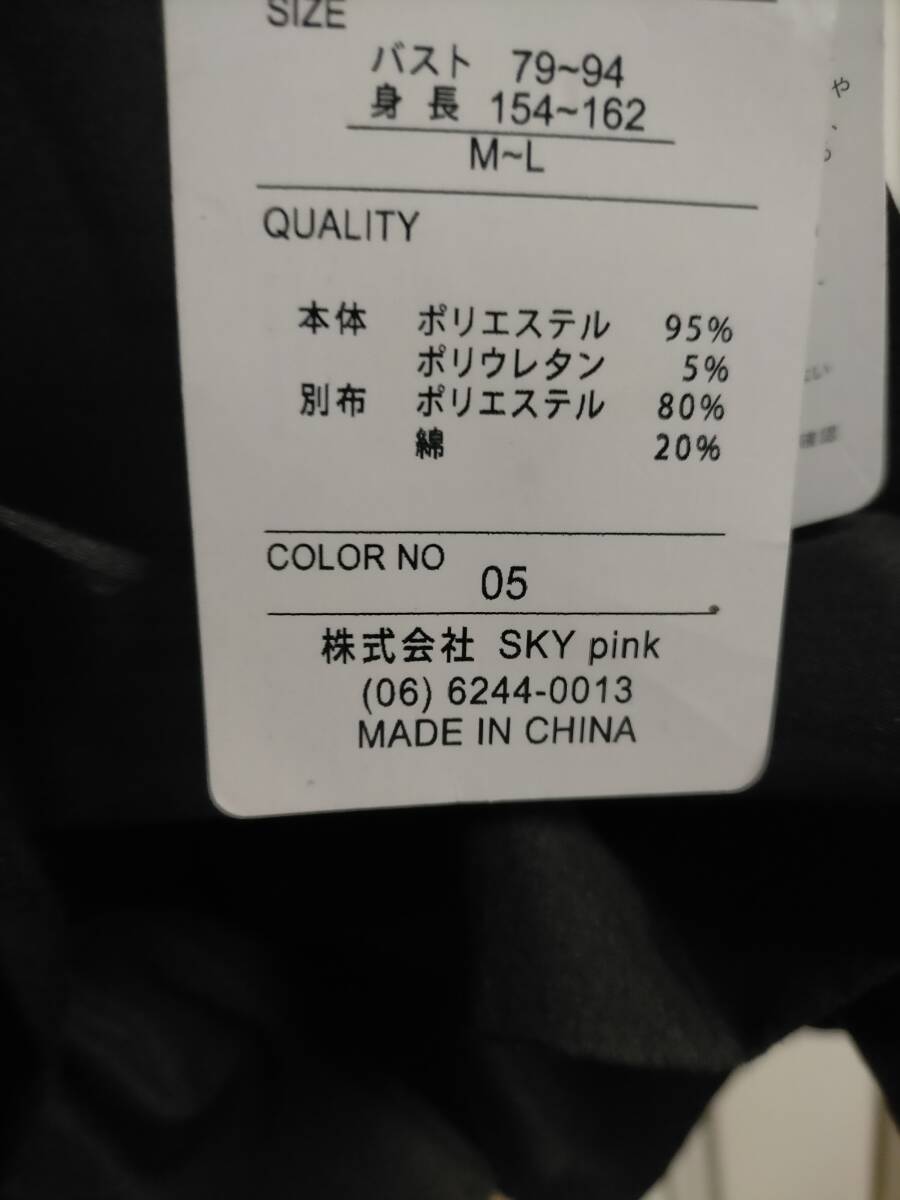 SIZE
バスト 79~94
身長 154~162
M~L
QUALITY
本体 ポリエステル 95%
ポリウレタン 5%
別布 ポリエステル 80%
綿 20%
COLOR NO
05
株式会社 SKY pink
(06) 6244-0013
MADE IN CHINA
や